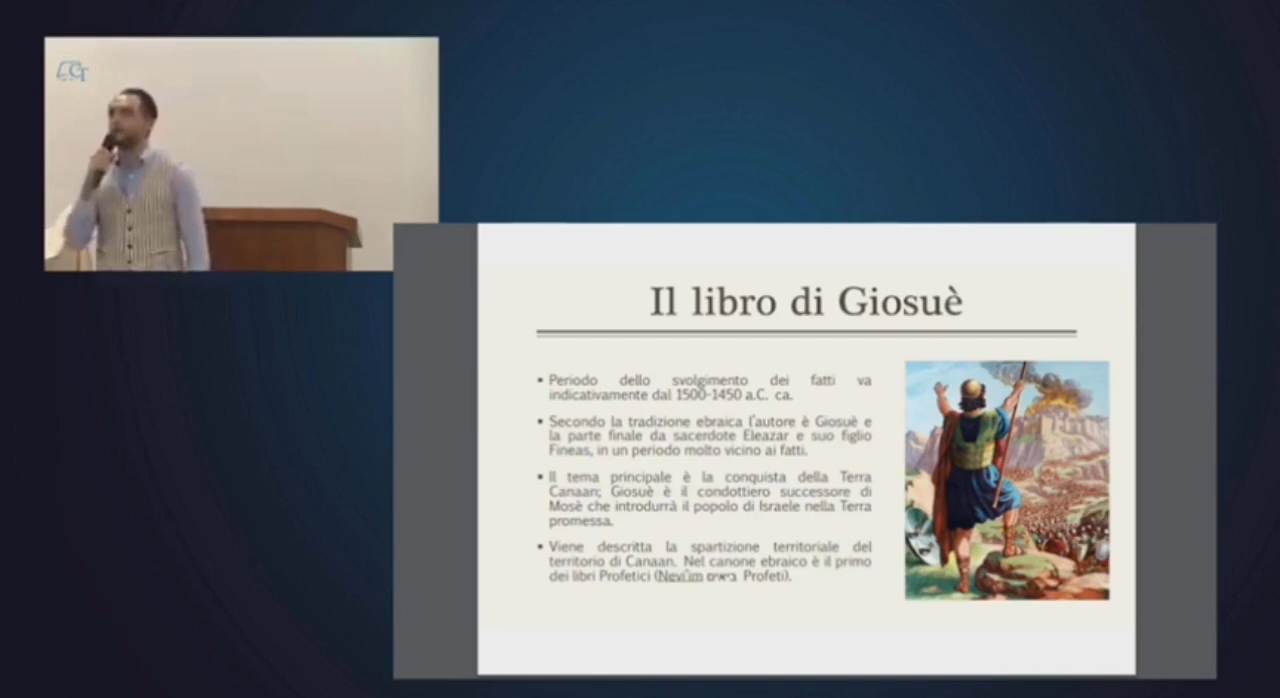 CT
Il libro di Giosuè
▪ Periodo dello svolgimento dei fatti va
indicativamente dal 1500-1450 a.C. ca.
▪ Secondo la tradizione ebraica l'autore è Giosuè e
la parte finale da sacerdote Eleazar e suo figlio
Fineas, in un periodo molto vicino ai fatti.
▪ Il tema principale è la conquista della Terra
Canaan; Giosuè è il condottiero successore di
Mosè che introdurrà il popolo di Israele nella Terra
promessa.
▪ Viene descritta la spartizione territoriale del
territorio di Canaan. Nel canone ebraico è il primo
dei libri Profetici (Nevi'im Profeti).